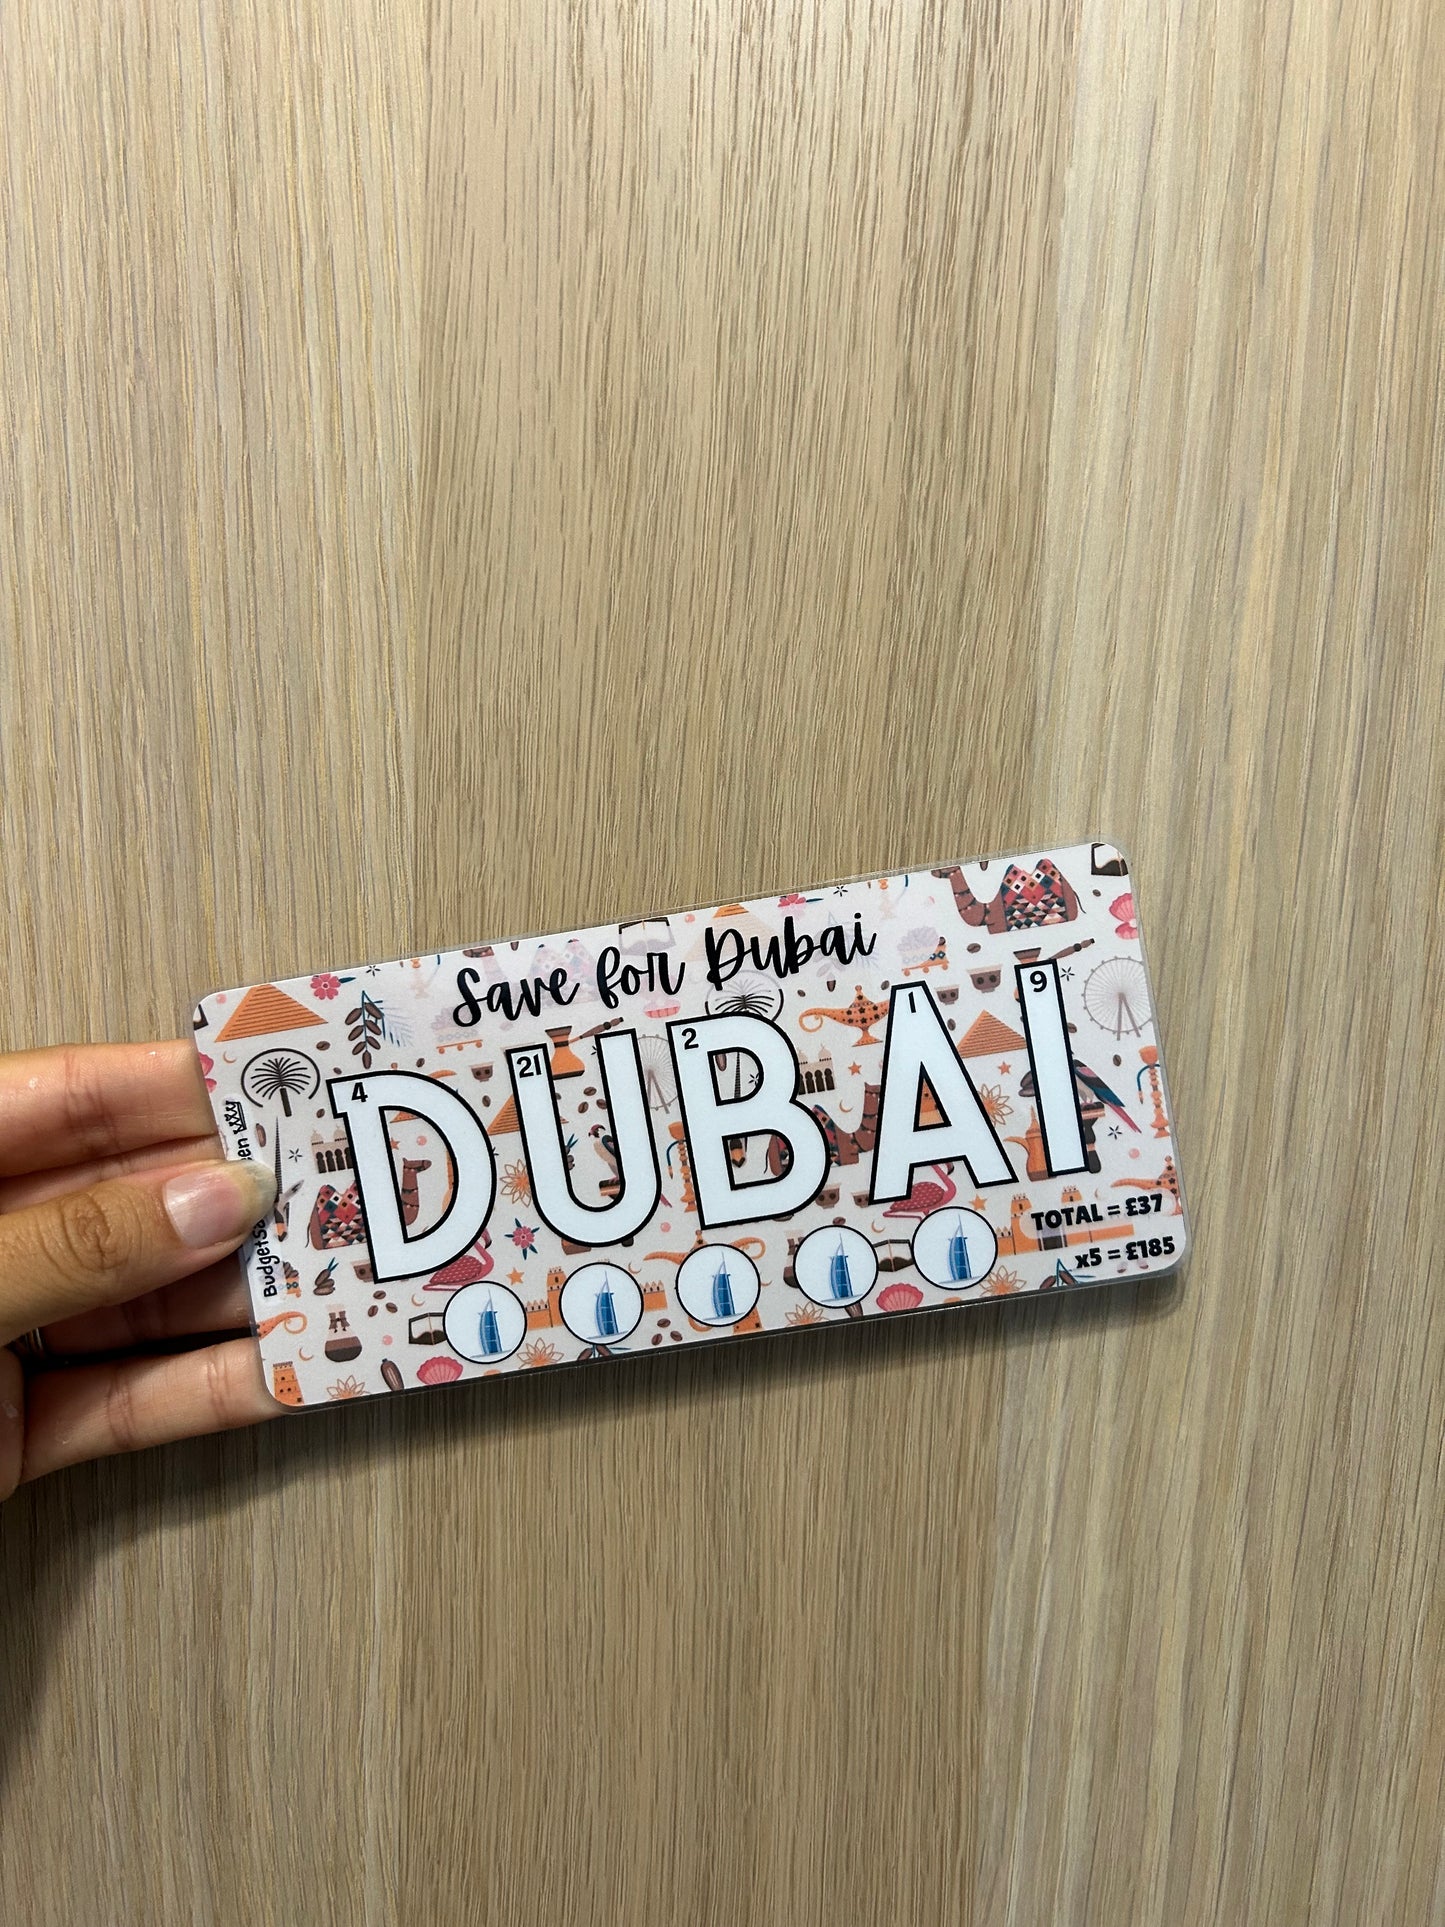 Save for Dubai
DUBAI
4 21 2 1 9
TOTAL = £37
x5 = £185